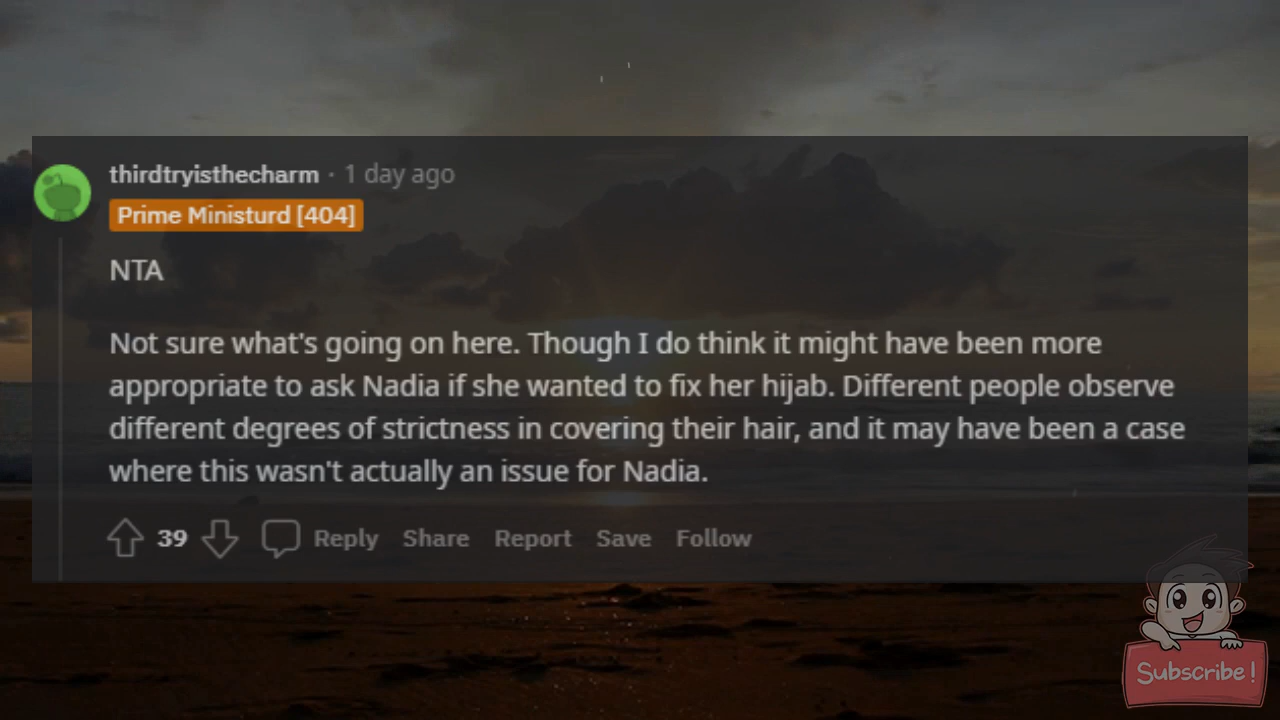 thirdtryisthecharm · 1 day ago
Prime Ministurd [404]
NTA
Not sure what's going on here. Though I do think it might have been more
appropriate to ask Nadia if she wanted to fix her hijab. Different people observe
different degrees of strictness in covering their hair, and it may have been a case
where this wasn't actually an issue for Nadia.
39 Reply Share Report Save Follow
Subscribe!